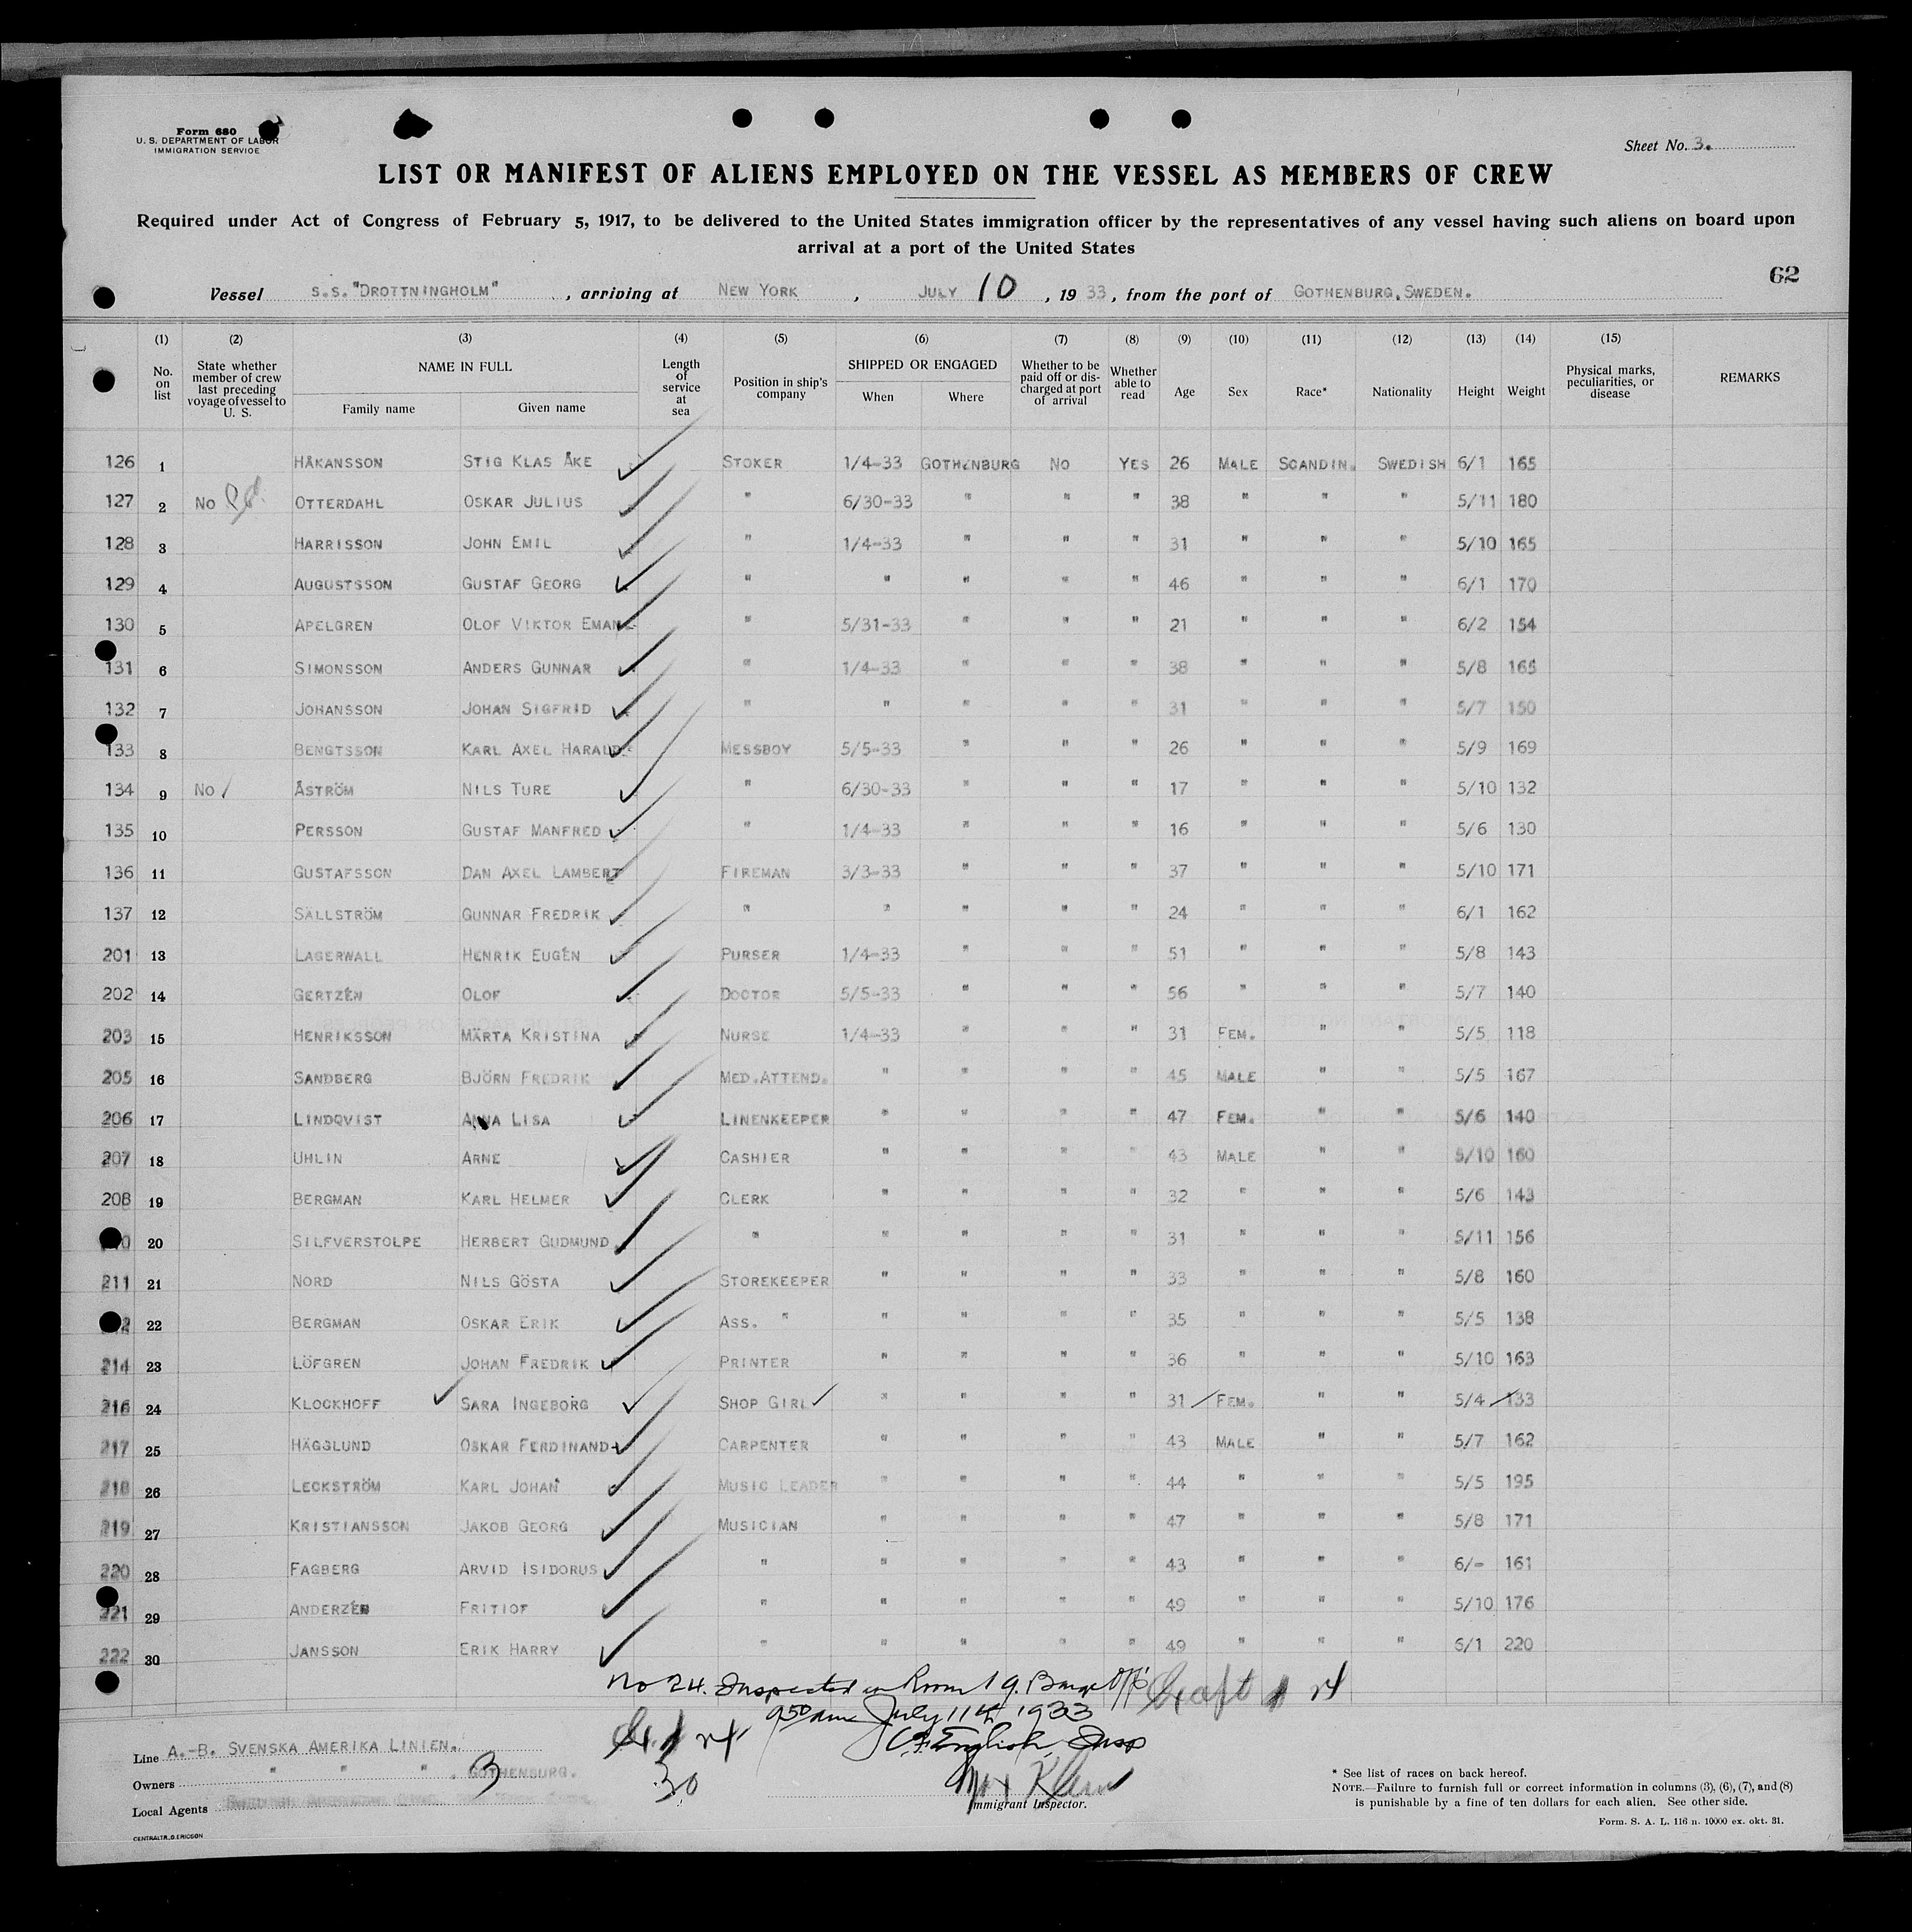 Form 680
U. S. DEPARTMENT OF LABOR
IMMIGRATION SERVICE
Sheet No. 3.
LIST OR MANIFEST OF ALIENS EMPLOYED ON THE VESSEL AS MEMBERS OF CREW
Required under Act of Congress of February 5, 1917, to be delivered to the United States immigration officer by the representatives of any vessel having such aliens on board upon
arrival at a port of the United States
62
Vessel S.S. "DROTTNINGHOLM", arriving at NEW YORK, JULY 10, 1933, from the port of GOTHENBURG, SWEDEN.
(1) (2) (3) (4) (5) (6) (7) (8) (9) (10) (11) (12) (13) (14) (15)
No. on list State whether member of crew last preceding voyage of vessel to U. S. NAME IN FULL Family name Given name Length of service at sea Position in ship's company SHIPPED OR ENGAGED When Where Whether to be paid off or discharged at port of arrival Whether able to read Age Sex Race* Nationality Height Weight Physical marks, peculiarities, or disease REMARKS
126 1 HÅKANSSON STIG KLAS ÅKE STOKER 1/4-33 GOTHENBURG NO YES 26 MALE SCANDIN. SWEDISH 6/1 165
127 2 NO OTTERDAHL OSKAR JULIUS " 6/30-33 " " " 38 " " " 5/11 180
128 3 HARRISSON JOHN EMIL " 1/4-33 " " " 31 " " " 5/10 165
129 4 AUGUSTSSON GUSTAF GEORG " " " " " 46 " " " 6/1 170
130 5 APELGREN OLOF VIKTOR EMAN. " 5/31-33 " " " 21 " " " 6/2 154
131 6 SIMONSSON ANDERS GUNNAR " 1/4-33 " " " 38 " " " 5/8 165
132 7 JOHANSSON JOHAN SIGFRID " " " " " 31 " " " 5/7 150
133 8 BENGTSSON KARL AXEL HARALD MESSBOY 5/5-33 " " " 26 " " " 5/9 169
134 9 NO ÅSTRÖM NILS TURE " 6/30-33 " " " 17 " " " 5/10 132
135 10 PERSSON GUSTAF MANFRED " 1/4-33 " " " 16 " " " 5/6 130
136 11 GUSTAFSSON DAN AXEL LAMBERT FIREMAN 3/3-33 " " " 37 " " " 5/10 171
137 12 SÄLLSTRÖM GUNNAR FREDRIK " " " " " 24 " " " 6/1 162
201 13 LAGERWALL HENRIK EUGÉN PURSER 1/4-33 " " " 51 " " " 5/8 143
202 14 GERTZÉN OLOF DOCTOR 5/5-33 " " " 56 " " " 5/7 140
203 15 HENRIKSSON MÄRTA KRISTINA NURSE 1/4-33 " " " 31 FEM. " " 5/5 118
205 16 SANDBERG BJÖRN FREDRIK MED.ATTEND. " " " " 45 MALE " " 5/5 167
206 17 LINDQVIST ANNA LISA LINENKEEPER " " " " 47 FEM. " " 5/6 140
207 18 UHLIN ARNE CASHIER " " " " 43 MALE " " 5/10 160
208 19 BERGMAN KARL HELMER CLERK " " " " 32 " " " 5/6 143
20 SILFVERSTOLPE HERBERT GUDMUND " " " " " 31 " " " 5/11 156
211 21 NORD NILS GÖSTA STOREKEEPER " " " " 33 " " " 5/8 160
22 BERGMAN OSKAR ERIK ASS. " " " " " 35 " " " 5/5 138
214 23 LÖFGREN JOHAN FREDRIK PRINTER " " " " 36 " " " 5/10 163
216 24 KLOCKHOFF SARA INGEBORG SHOP GIRL " " " " 31 FEM. " " 5/4 133
217 25 HÄGGLUND OSKAR FERDINAND CARPENTER " " " " 43 MALE " " 5/7 162
218 26 LECKSTRÖM KARL JOHAN MUSIC LEADER " " " " 44 " " " 5/5 195
219 27 KRISTIANSSON JAKOB GEORG MUSICIAN " " " " 47 " " " 5/8 171
220 28 FAGBERG ARVID ISIDORUS " " " " " 43 " " " 6/- 161
221 29 ANDERZÉN FRITIOF " " " " " 49 " " " 5/10 176
222 30 JANSSON ERIK HARRY " " " " " 49 " " " 6/1 220
No 24. Inspected in Room 19. Barge Off
9 50 am July 11th 1933
English Insp
Line A.-B. SVENSKA AMERIKA LINIEN.
Owners " " " . GOTHENBURG.
3
30
Local Agents
Immigrant Inspector.
* See list of races on back hereof.
NOTE.—Failure to furnish full or correct information in columns (3), (6), (7), and (8)
is punishable by a fine of ten dollars for each alien. See other side.
Form. S. A. L. 116 n. 10000 ex. okt. 31.
CENTRALTR., G. ERICSON